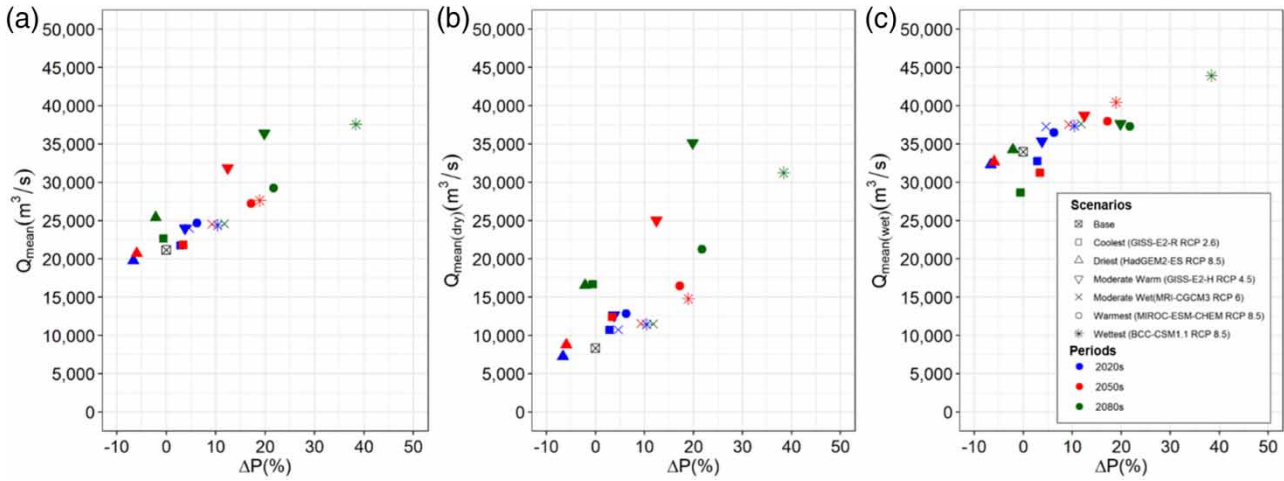 (a)
50,000
45,000
40,000
35,000
30,000
25,000
20,000
15,000
10,000
5,000
0
Qmean(m³/s)
-10 0 10 20 30 40 50
ΔP(%)
(b)
50,000
45,000
40,000
35,000
30,000
25,000
20,000
15,000
10,000
5,000
0
Qmean(dry)(m³/s)
-10 0 10 20 30 40 50
ΔP(%)
(c)
50,000
45,000
40,000
35,000
30,000
25,000
20,000
15,000
10,000
5,000
0
Qmean(wet)(m³/s)
-10 0 10 20 30 40 50
ΔP(%)
Scenarios
Base
Coolest (GISS-E2-R RCP 2.6)
Driest (HadGEM2-ES RCP 8.5)
Moderate Warm (GISS-E2-H RCP 4.5)
Moderate Wet(MRI-CGCM3 RCP 6)
Warmest (MIROC-ESM-CHEM RCP 8.5)
Wettest (BCC-CSM1.1 RCP 8.5)
Periods
2020s
2050s
2080s